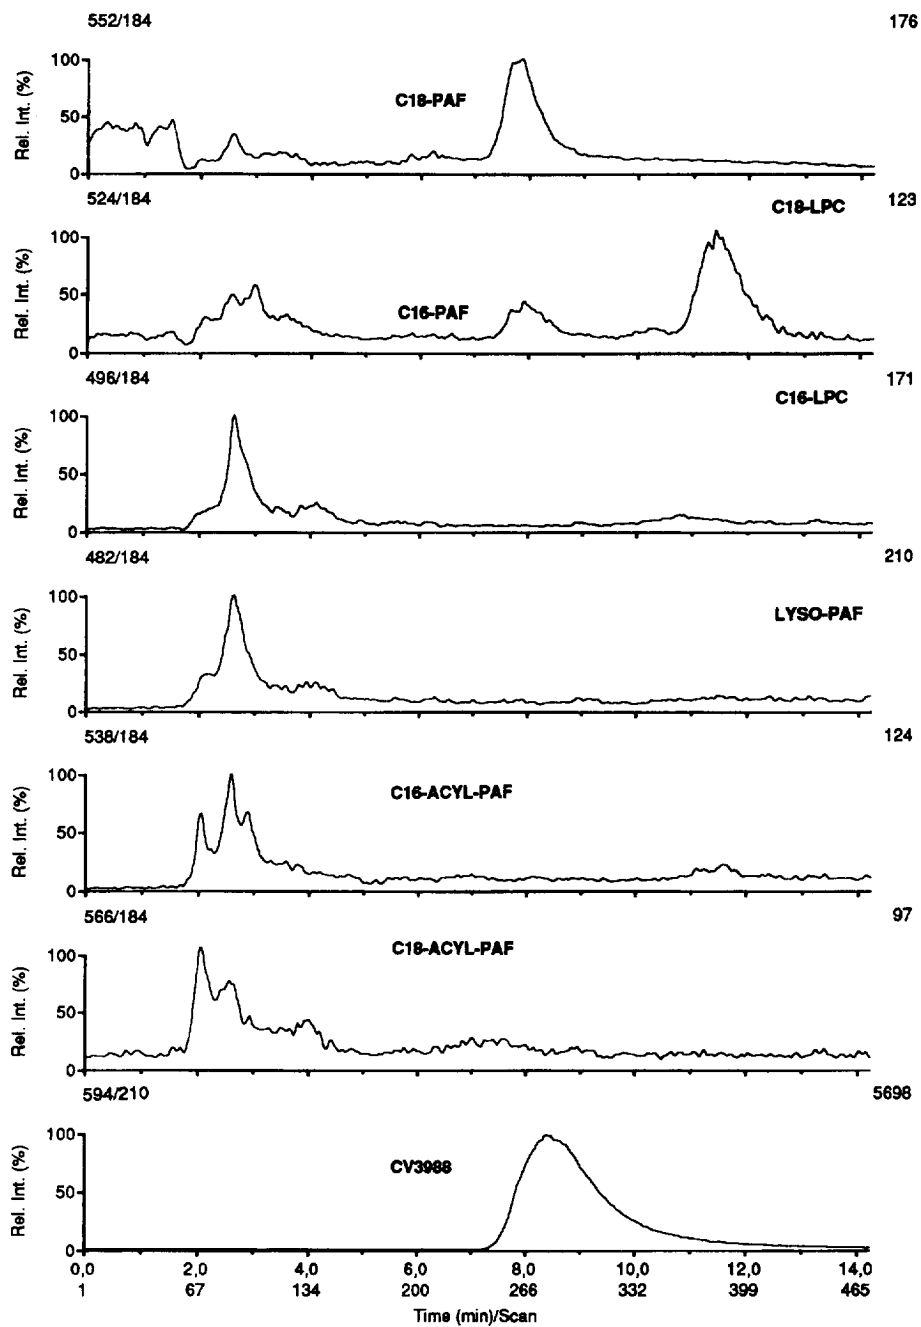 552/184 176
Rel. Int. (%)
100
50
0
C18-PAF
524/184 123
C18-LPC
Rel. Int. (%)
100
50
0
C16-PAF
496/184 171
C16-LPC
Rel. Int. (%)
100
50
0
482/184 210
LYSO-PAF
Rel. Int. (%)
100
50
0
538/184 124
C16-ACYL-PAF
Rel. Int. (%)
100
50
0
566/184 97
C18-ACYL-PAF
Rel. Int. (%)
100
50
0
594/210 5698
CV3988
Rel. Int. (%)
100
50
0
0,0 2,0 4,0 6,0 8,0 10,0 12,0 14,0
1 67 134 200 266 332 399 465
Time (min)/Scan